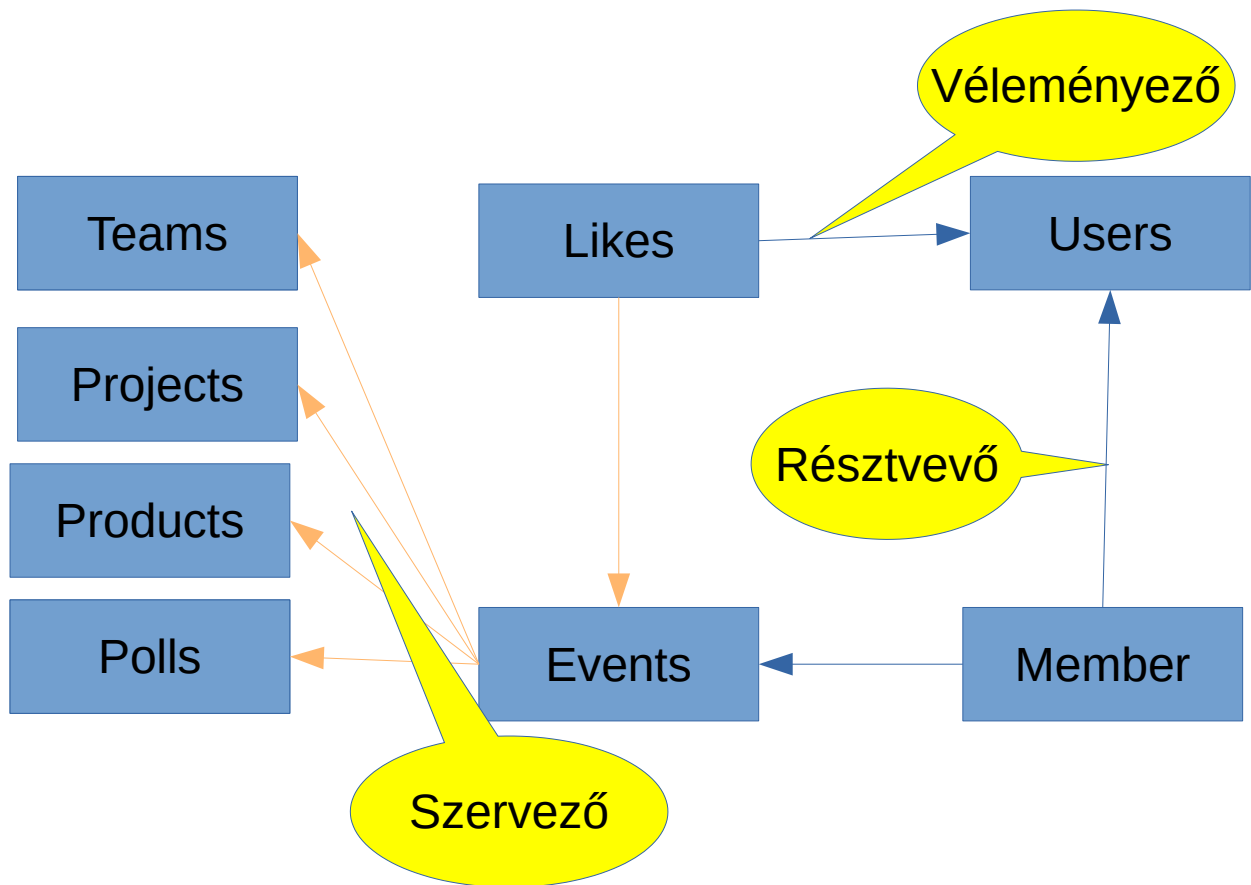 Véleményező
Teams
Likes
Users
Projects
Résztvevő
Products
Polls
Events
Member
Szervező